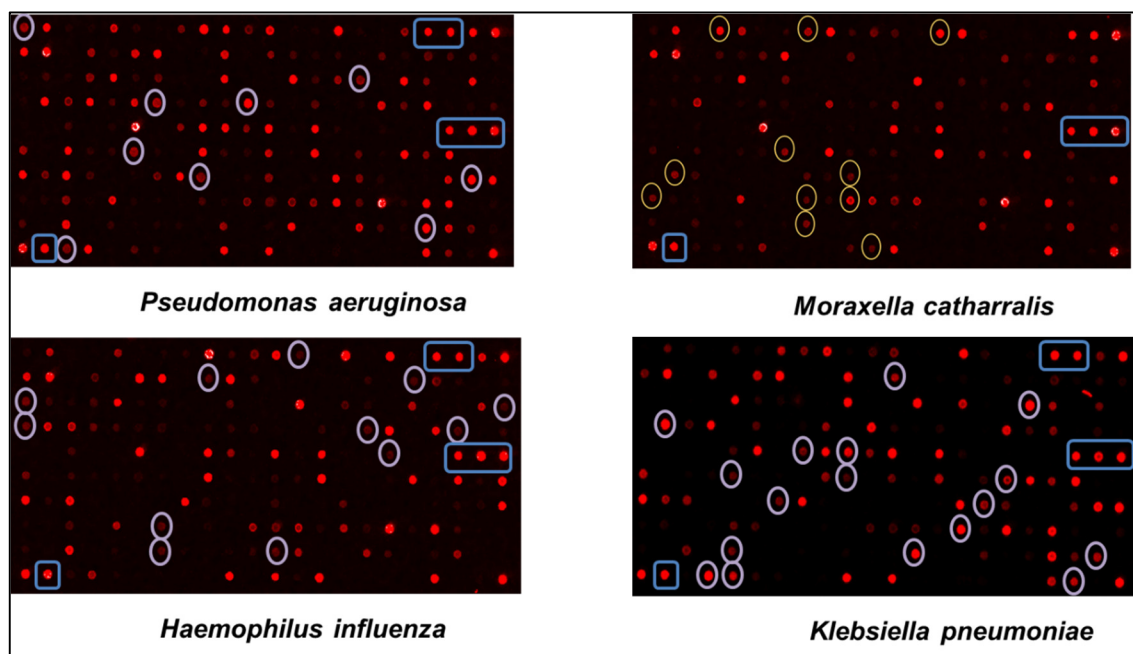 Pseudomonas aeruginosa
Moraxella catharralis
Haemophilus influenza
Klebsiella pneumoniae